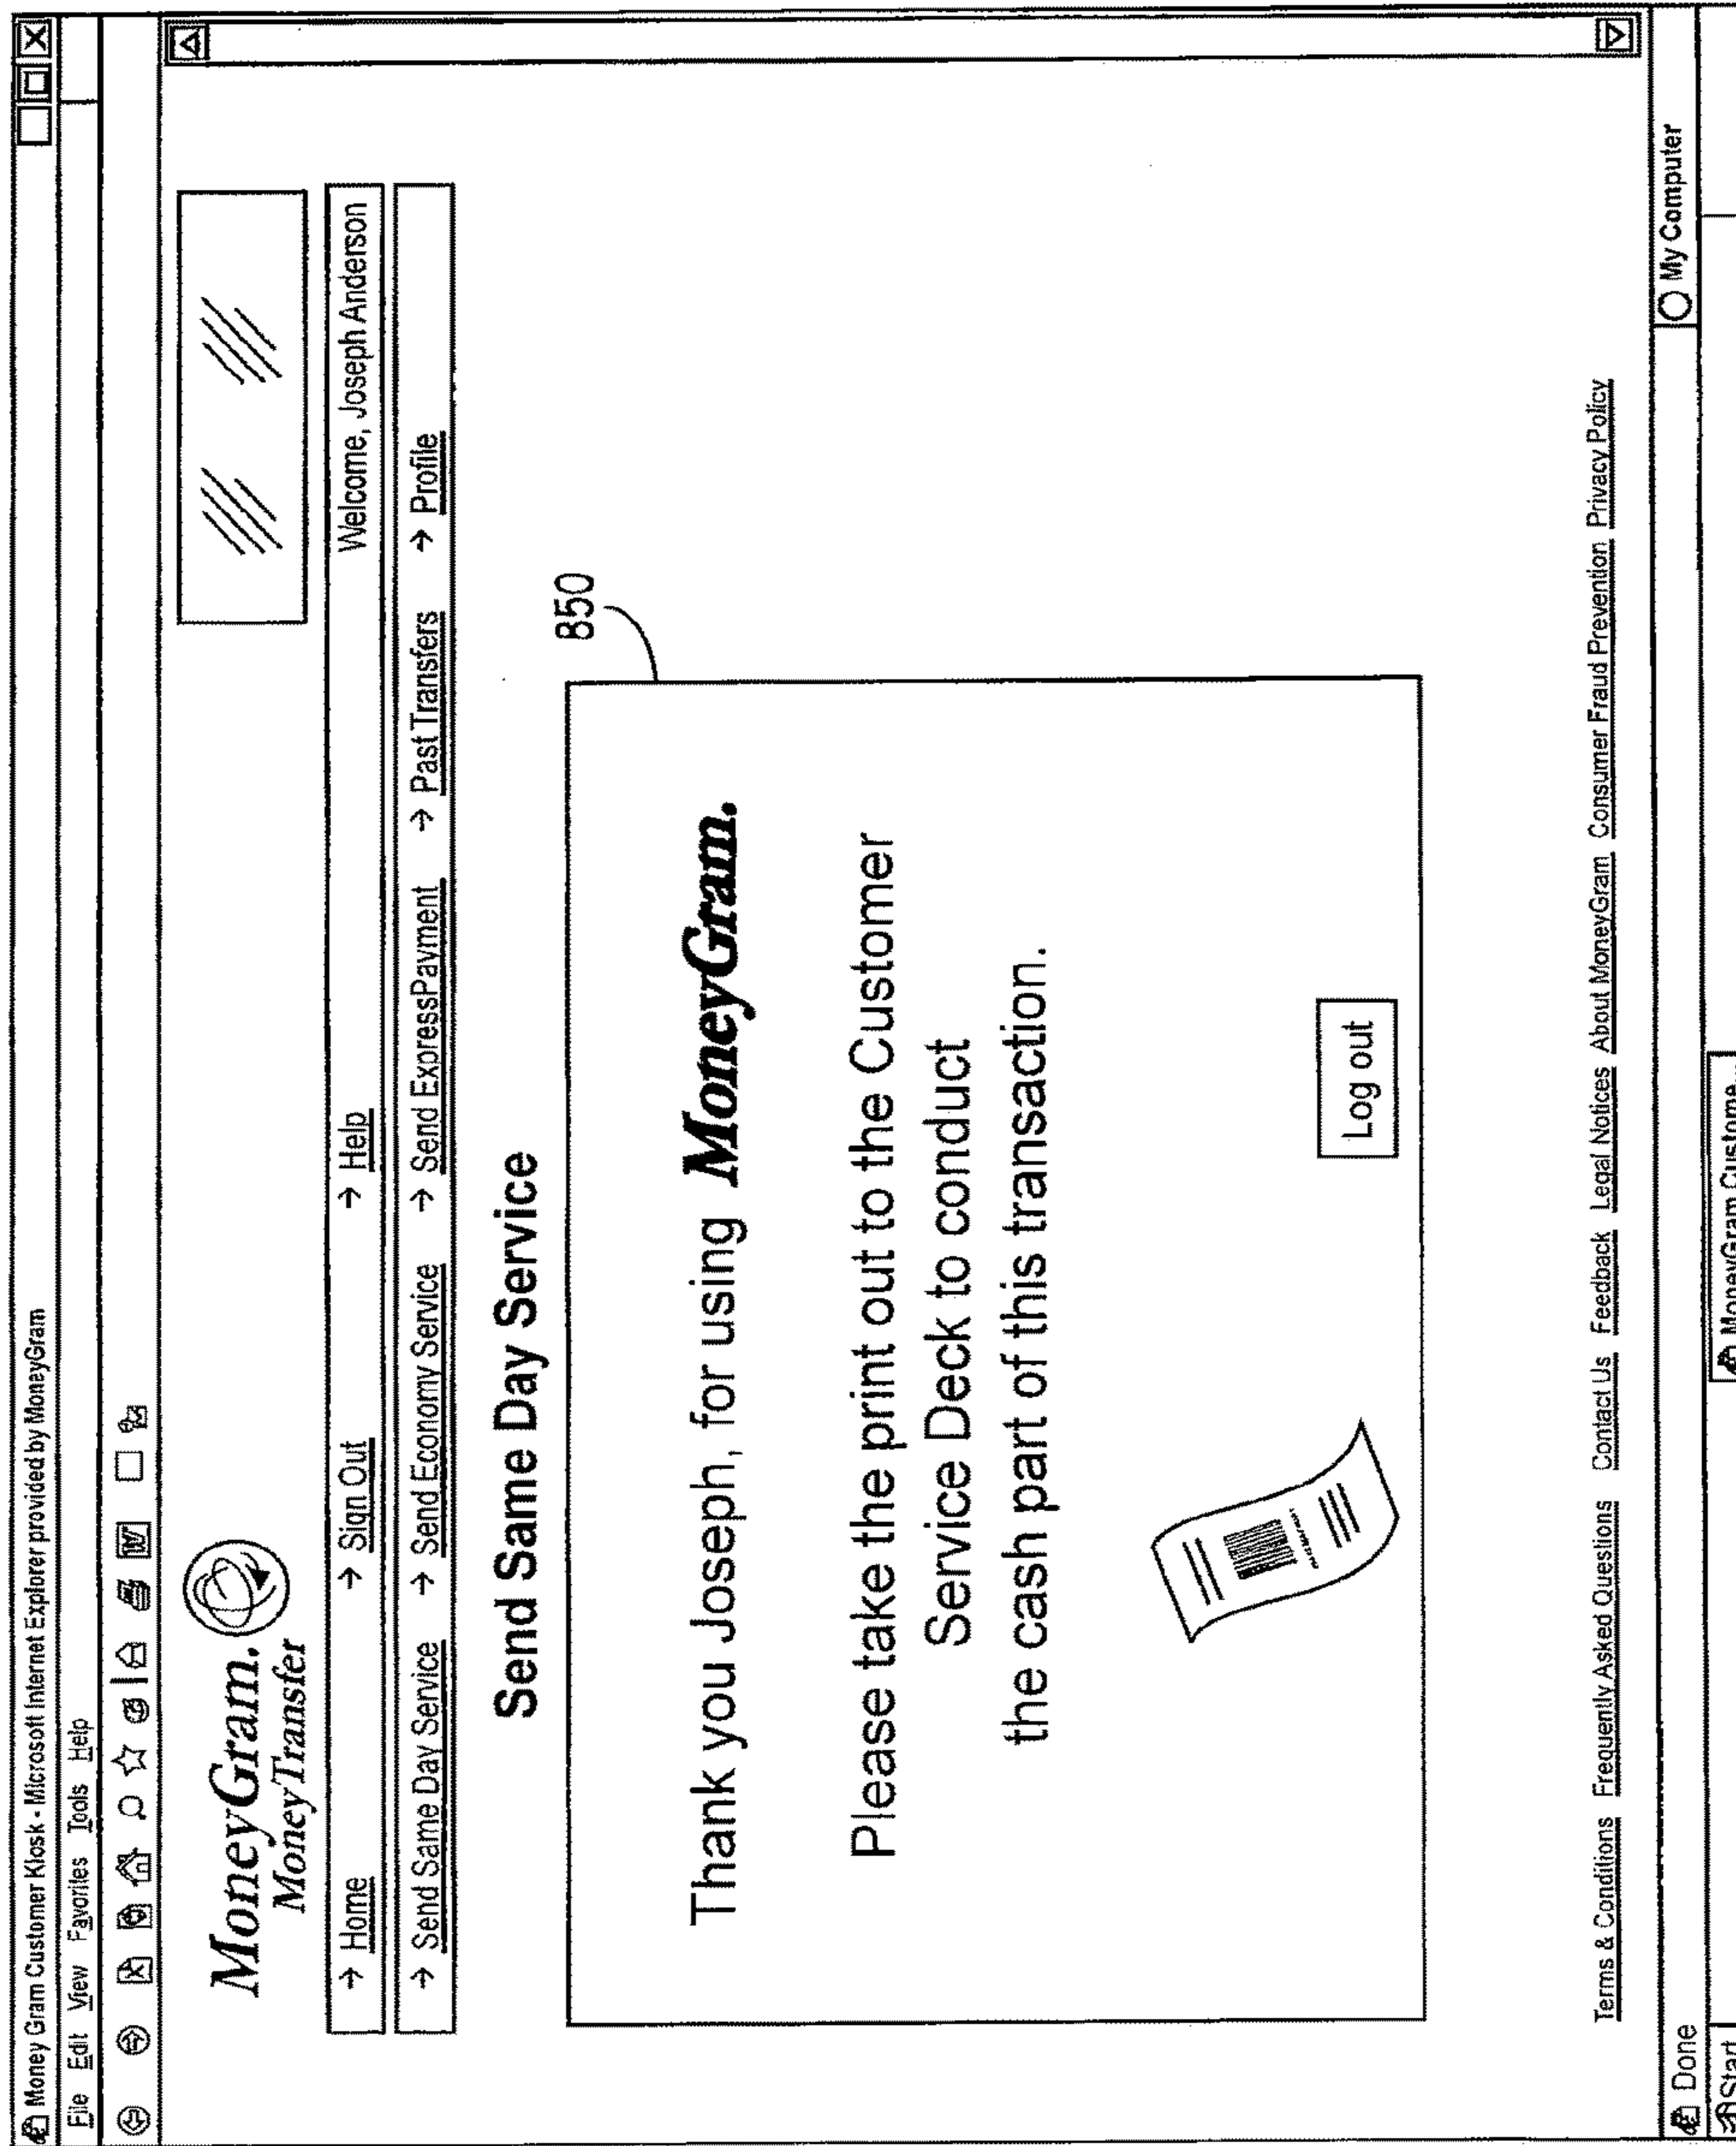 Money Gram Customer Kiosk - Microsoft Internet Explorer provided by MoneyGram
File Edit View Favorites Tools Help
MoneyGram.
MoneyTransfer
→ Home → Sign Out → Help Welcome, Joseph Anderson
→ Send Same Day Service → Send Economy Service → Send ExpressPayment → Past Transfers → Profile
Send Same Day Service
850
Thank you Joseph, for using MoneyGram.
Please take the print out to the Customer
Service Deck to conduct
the cash part of this transaction.
Log out
Terms & Conditions Frequently Asked Questions Contact Us Feedback Legal Notices About MoneyGram Consumer Fraud Prevention Privacy Policy
Done My Computer
Start MoneyGram Custome...